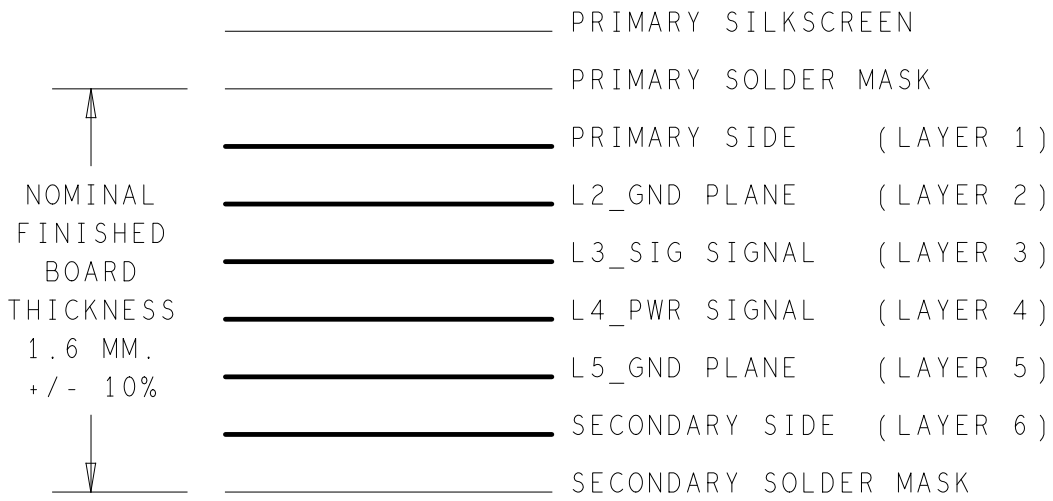 PRIMARY SILKSCREEN
PRIMARY SOLDER MASK
PRIMARY SIDE (LAYER 1)
L2_GND PLANE (LAYER 2)
L3_SIG SIGNAL (LAYER 3)
L4_PWR SIGNAL (LAYER 4)
L5_GND PLANE (LAYER 5)
SECONDARY SIDE (LAYER 6)
SECONDARY SOLDER MASK
NOMINAL
FINISHED
BOARD
THICKNESS
1.6 MM.
+/- 10%